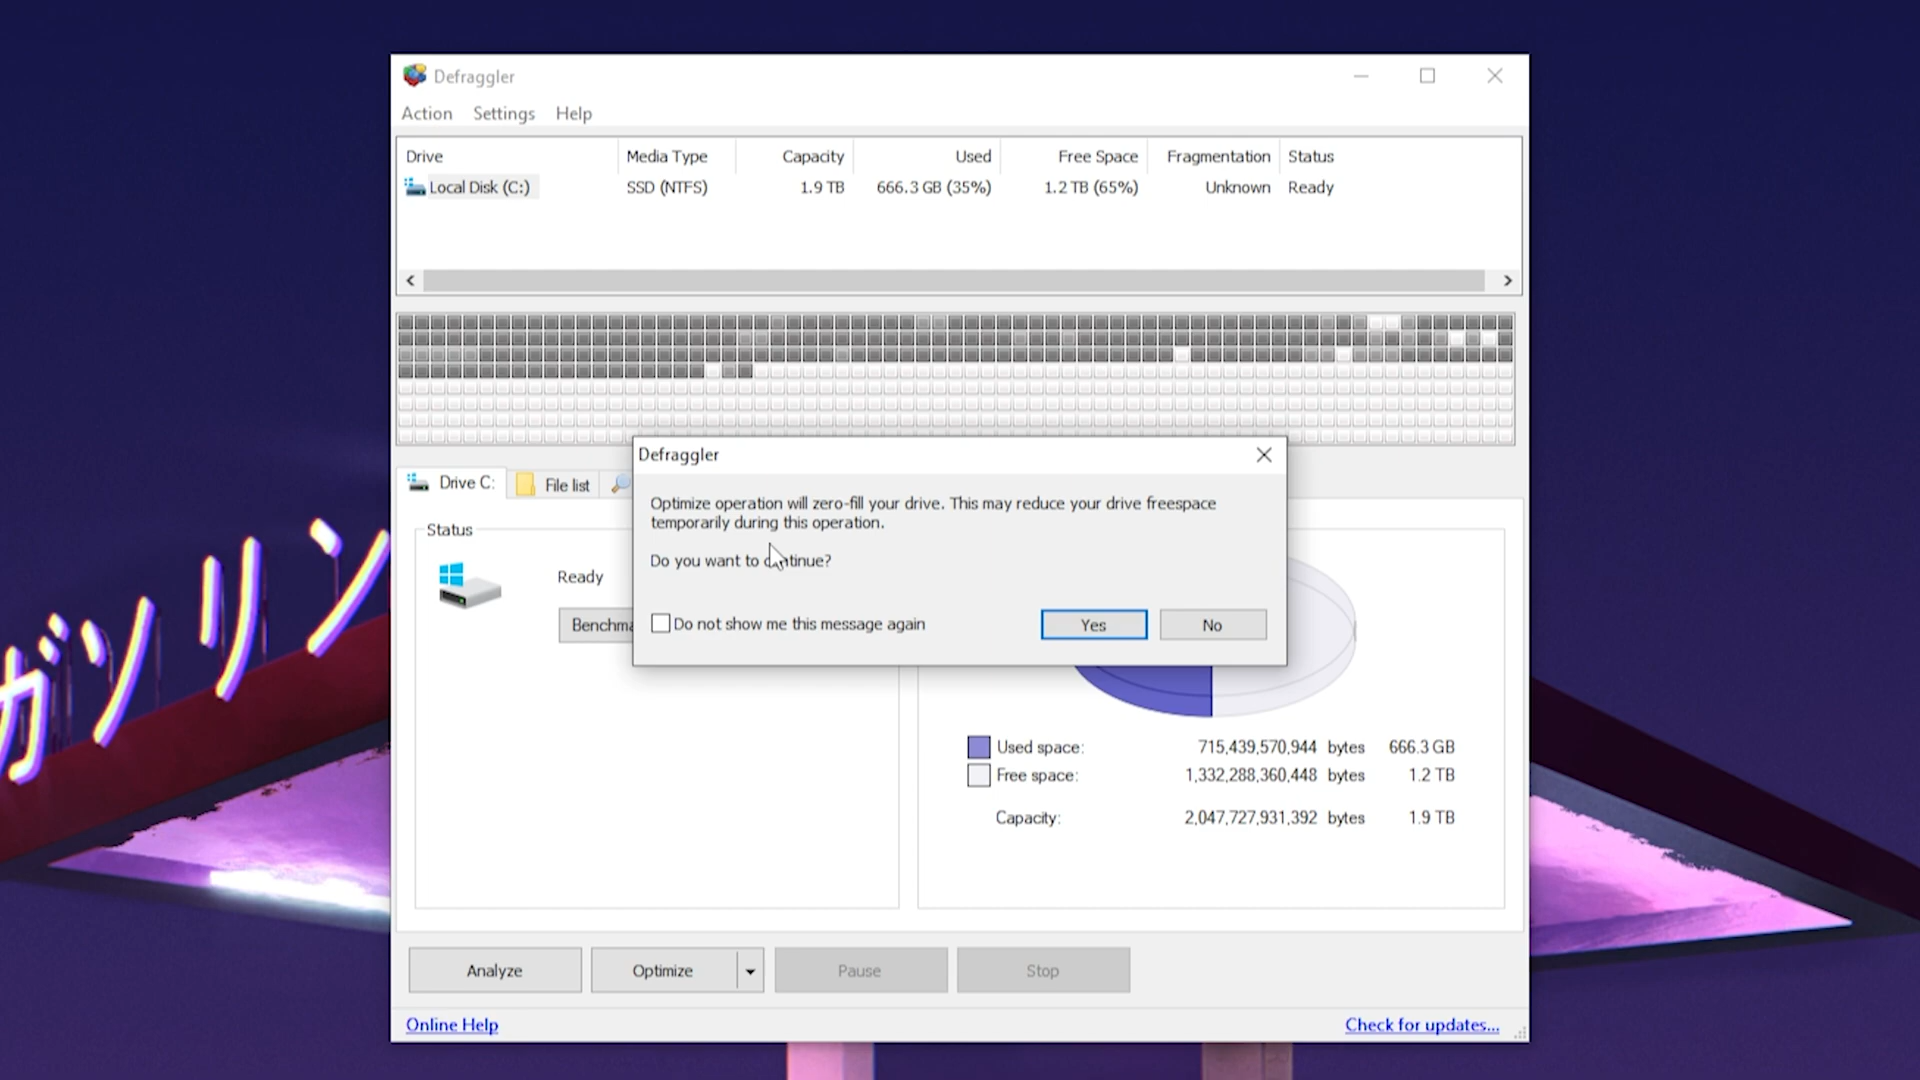 Defraggler
Action Settings Help
Drive Media Type Capacity Used Free Space Fragmentation Status
Local Disk (C:) SSD (NTFS) 1.9 TB 666.3 GB (35%) 1.2 TB (65%) Unknown Ready
Defraggler
Optimize operation will zero-fill your drive. This may reduce your drive freespace
temporarily during this operation.
Do you want to continue?
Do not show me this message again Yes No
Drive C: File list
Status
Ready
Benchma
Used space: 715,439,570,944 bytes 666.3 GB
Free space: 1,332,288,360,448 bytes 1.2 TB
Capacity: 2,047,727,931,392 bytes 1.9 TB
Analyze Optimize Pause Stop
Online Help Check for updates...
ガソリン